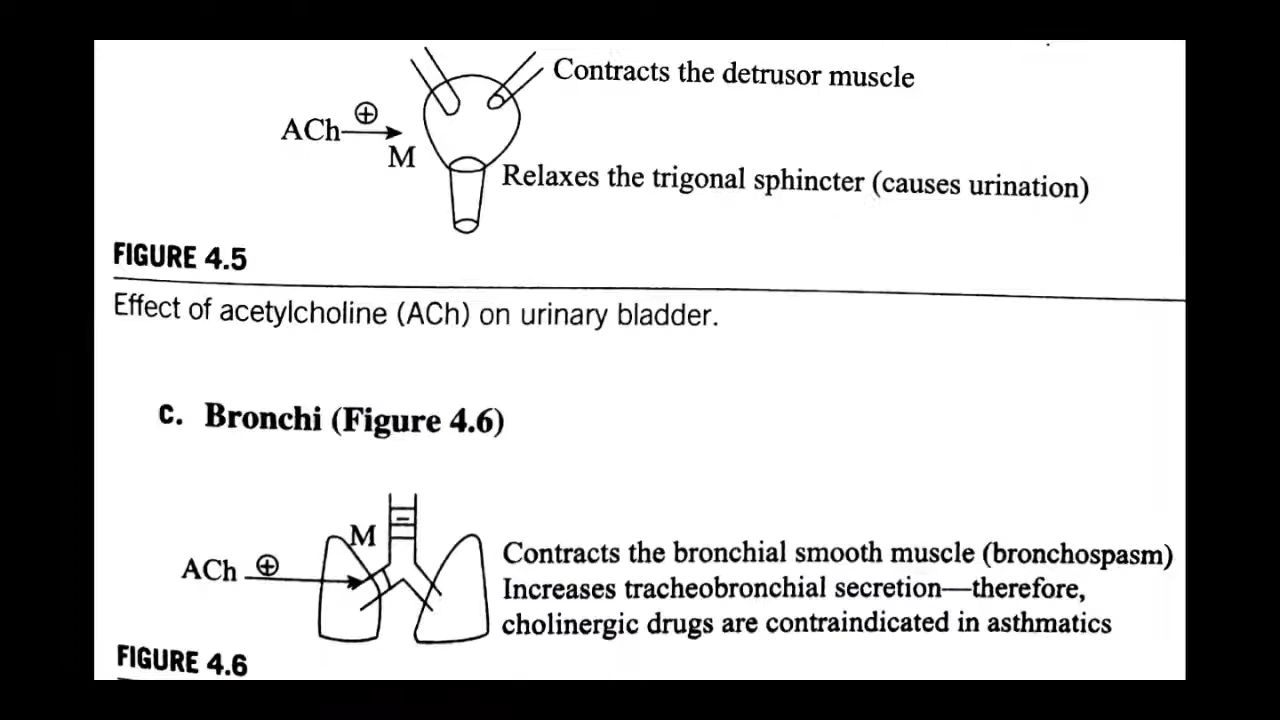 Contracts the detrusor muscle
ACh ⊕
M
Relaxes the trigonal sphincter (causes urination)
FIGURE 4.5
Effect of acetylcholine (ACh) on urinary bladder.
c. Bronchi (Figure 4.6)
M
ACh ⊕
Contracts the bronchial smooth muscle (bronchospasm)
Increases tracheobronchial secretion—therefore,
cholinergic drugs are contraindicated in asthmatics
FIGURE 4.6